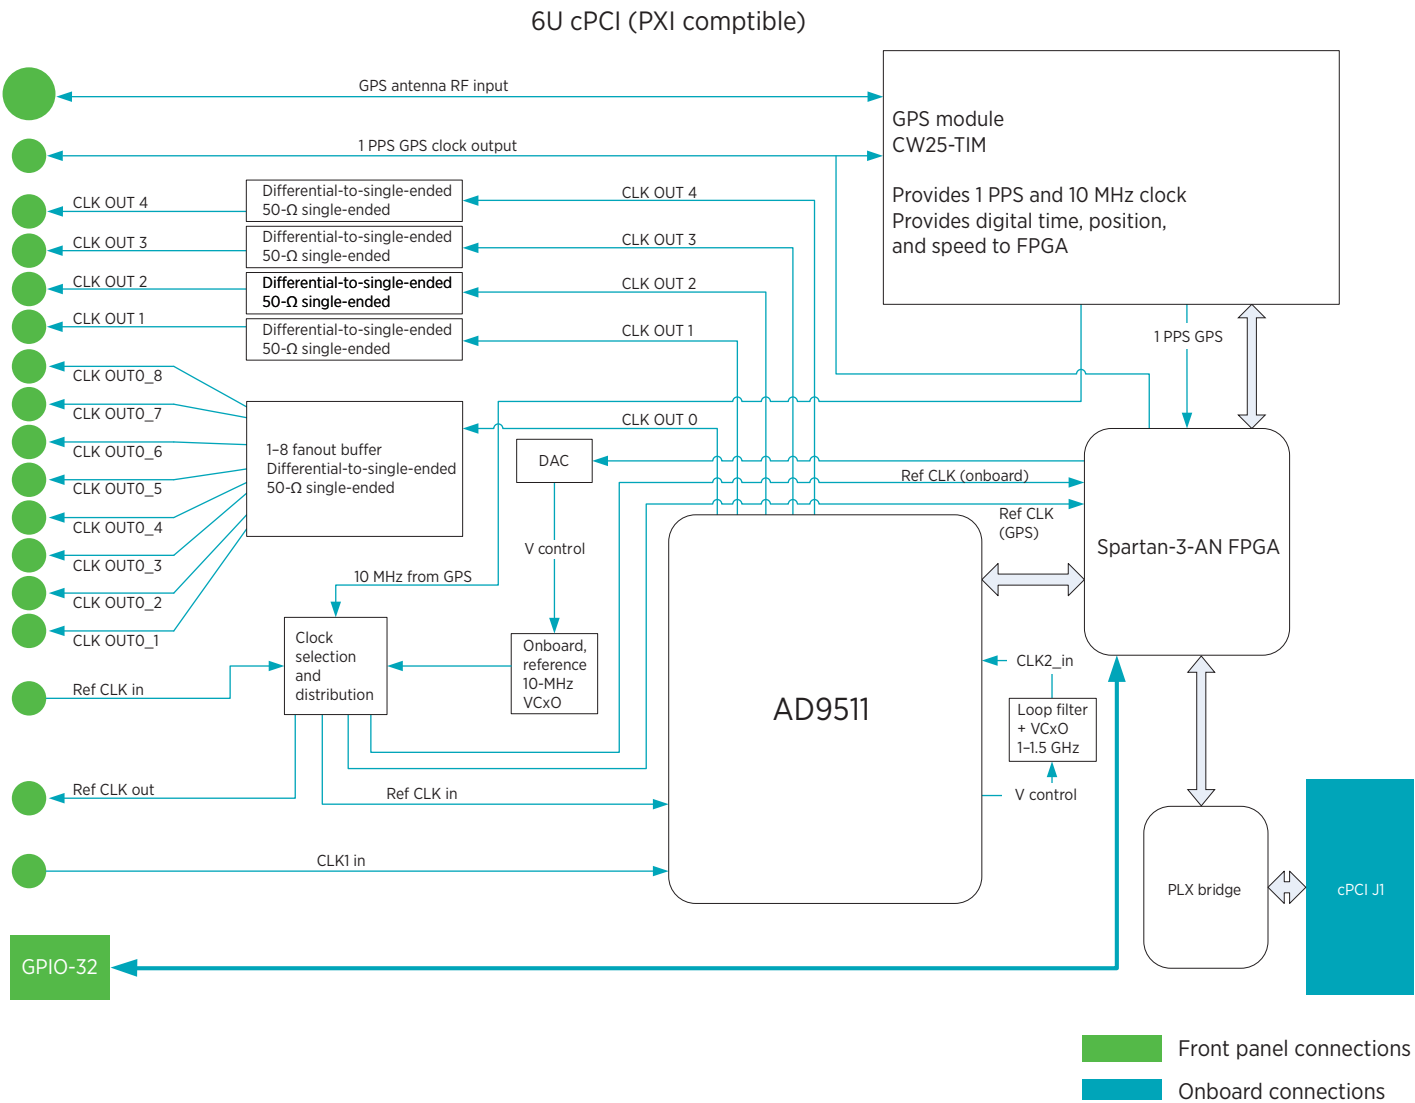 6U cPCI (PXI comptible)
GPS antenna RF input
GPS module
CW25-TIM
Provides 1 PPS and 10 MHz clock
Provides digital time, position,
and speed to FPGA
1 PPS GPS clock output
Differential-to-single-ended
50-Ω single-ended
CLK OUT 4
CLK OUT 4
Differential-to-single-ended
50-Ω single-ended
CLK OUT 3
CLK OUT 3
Differential-to-single-ended
50-Ω single-ended
CLK OUT 2
CLK OUT 2
Differential-to-single-ended
50-Ω single-ended
CLK OUT 1
CLK OUT 1
1 PPS GPS
CLK OUT0_8
CLK OUT0_7
CLK OUT0_6
CLK OUT0_5
CLK OUT0_4
CLK OUT0_3
CLK OUT0_2
CLK OUT0_1
1–8 fanout buffer
Differential-to-single-ended
50-Ω single-ended
CLK OUT 0
DAC
Ref CLK (onboard)
Ref CLK
(GPS)
Spartan-3-AN FPGA
V control
10 MHz from GPS
Clock
selection
and
distribution
Onboard,
reference
10-MHz
VCxO
Ref CLK in
AD9511
CLK2_in
Loop filter
+ VCxO
1–1.5 GHz
V control
Ref CLK out
Ref CLK in
CLK1 in
PLX bridge
cPCI J1
GPIO-32
Front panel connections
Onboard connections